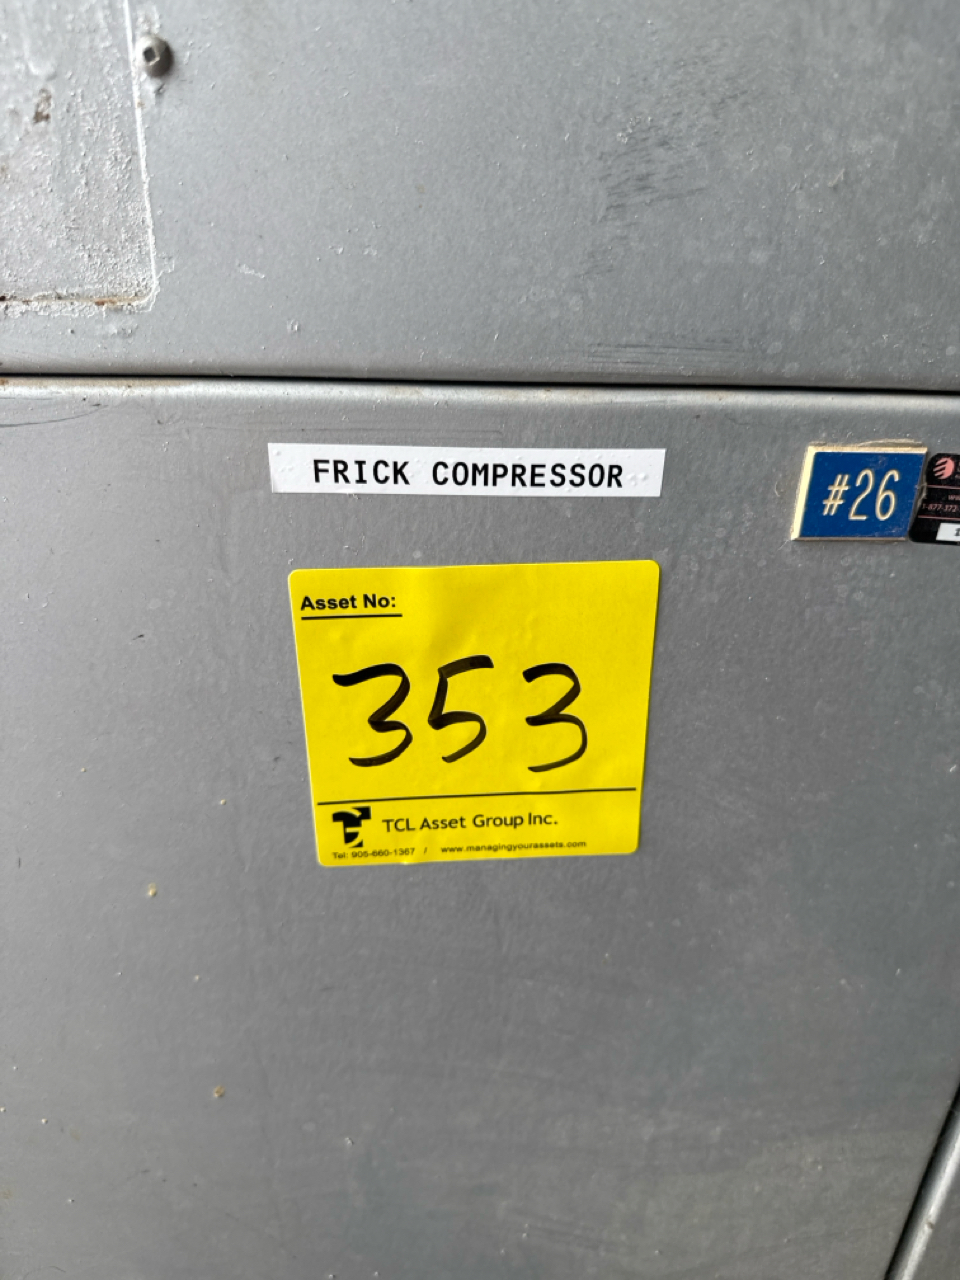 FRICK COMPRESSOR
#26
Asset No:
353
TCL Asset Group Inc.
Tel: 905-660-1367 / www.managingyourassets.com